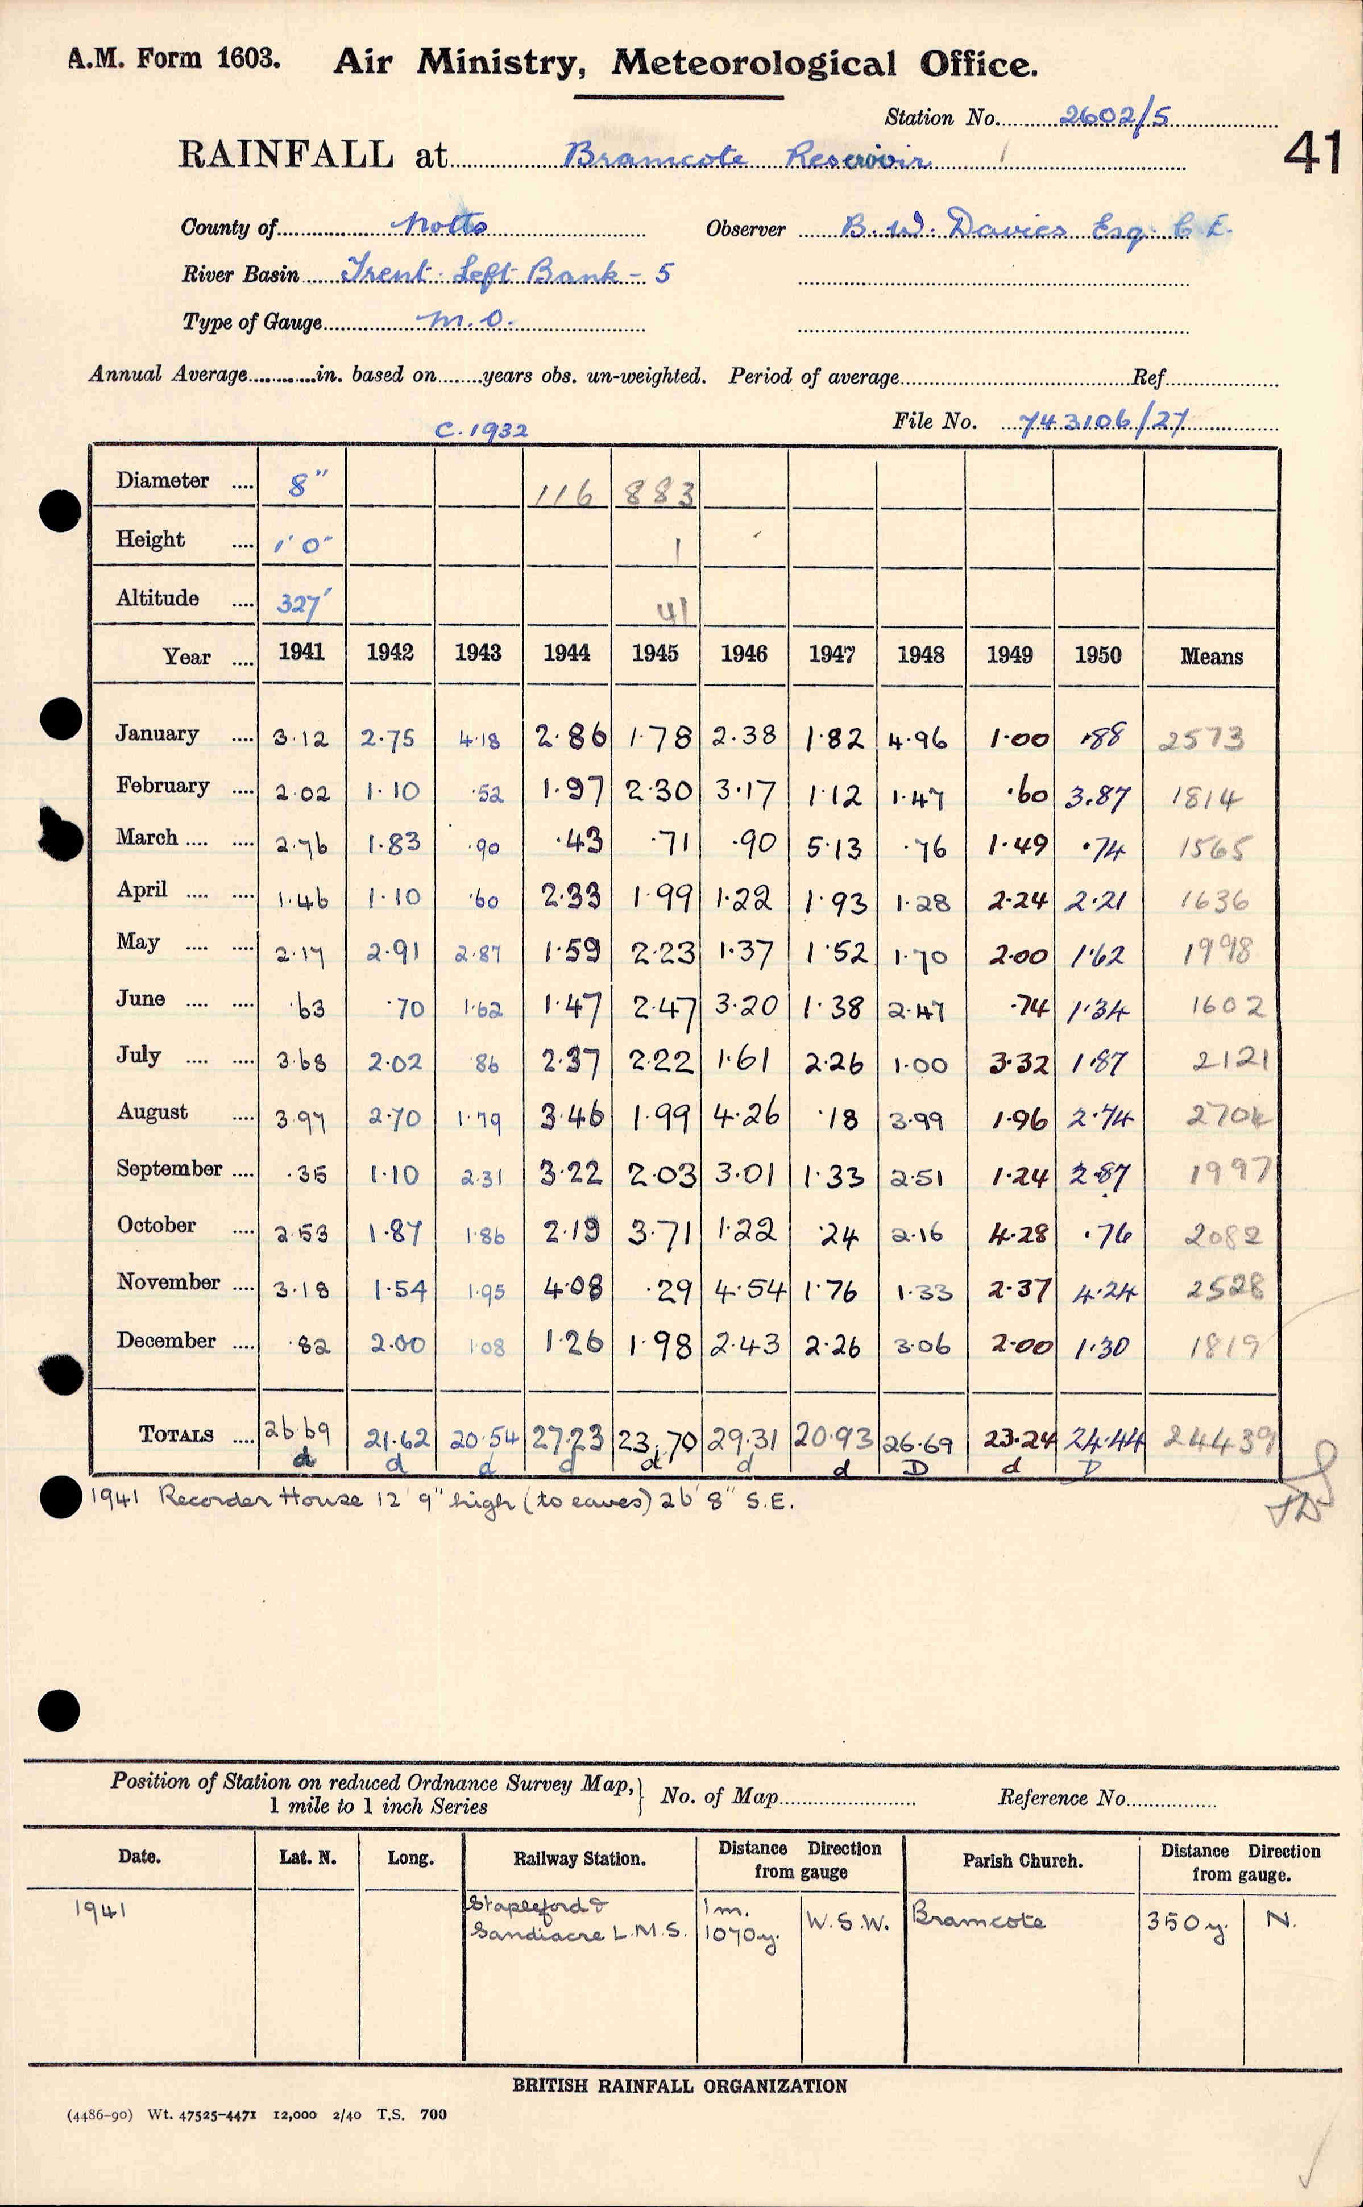 A.M. Form 1603. Air Ministry, Meteorological Office.
Station No. 2602/5
41
RAINFALL at Bramcote Reservoir
County of Notts Observer B. W. Davies Esq. C.E.
River Basin Trent Left Bank - 5
Type of Gauge M.O.
Annual Average in. based on years obs. un-weighted. Period of average Ref
C. 1932 File No. 743106/27
Diameter 8" 116 883
Height 1' 0" 1
Altitude 327' 41
Year 1941 1942 1943 1944 1945 1946 1947 1948 1949 1950 Means
January 3.12 2.75 4.18 2.86 1.78 2.38 1.82 4.96 1.00 .88 2573
February 2.02 1.10 .52 1.97 2.30 3.17 1.12 1.47 .60 3.87 1814
March 2.76 1.83 .90 .43 .71 .90 5.13 .76 1.49 .74 1565
April 1.46 1.10 .60 2.33 1.99 1.22 1.93 1.28 2.24 2.21 1636
May 2.17 2.91 2.87 1.59 2.23 1.37 1.52 1.70 2.00 1.62 1998
June .63 .70 1.62 1.47 2.47 3.20 1.38 2.47 .74 1.34 1602
July 3.68 2.02 .86 2.37 2.22 1.61 2.26 1.00 3.32 1.87 2121
August 3.97 2.70 1.79 3.46 1.99 4.26 .18 3.99 1.96 2.74 2704
September .35 1.10 2.31 3.22 2.03 3.01 1.33 2.51 1.24 2.87 1997
October 2.53 1.87 1.86 2.19 3.71 1.22 .24 2.16 4.28 .76 2082
November 3.18 1.54 1.95 4.08 .29 4.54 1.76 1.33 2.37 4.24 2528
December .82 2.00 1.08 1.26 1.98 2.43 2.26 3.06 2.00 1.30 1819
TOTALS 26.69 21.62 20.54 27.23 23.70 29.31 20.93 26.69 23.24 24.44 24439
d d d d d d d D d D
1941 Recorder House 12' 9" high (to eaves) 26' 8" S.E.
Position of Station on reduced Ordnance Survey Map, 1 mile to 1 inch Series } No. of Map Reference No.
Date. Lat. N. Long. Railway Station. Distance Direction from gauge Parish Church. Distance Direction from gauge.
1941 Stapleford & Sandiacre L.M.S. 1 m. 1070 y. W.S.W. Bramcote 350 y. N.
BRITISH RAINFALL ORGANIZATION
(4486-90) Wt. 47525-4471 12,000 2/40 T.S. 700